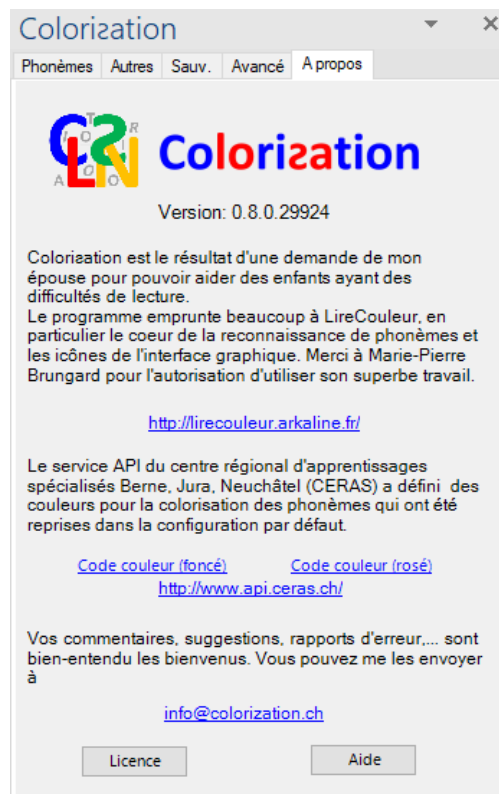 Coloriƨation
Phonèmes Autres Sauv. Avancé A propos
Coloriƨation
Version: 0.8.0.29924
Coloriƨation est le résultat d'une demande de mon
épouse pour pouvoir aider des enfants ayant des
difficultés de lecture.
Le programme emprunte beaucoup à LireCouleur, en
particulier le coeur de la reconnaissance de phonèmes et
les icônes de l'interface graphique. Merci à Marie-Pierre
Brungard pour l'autorisation d'utiliser son superbe travail.
http://lirecouleur.arkaline.fr/
Le service API du centre régional d'apprentissages
spécialisés Berne, Jura, Neuchâtel (CERAS) a défini des
couleurs pour la colorisation des phonèmes qui ont été
reprises dans la configuration par défaut.
Code couleur (foncé) Code couleur (rosé)
http://www.api.ceras.ch/
Vos commentaires, suggestions, rapports d'erreur,... sont
bien-entendu les bienvenus. Vous pouvez me les envoyer
à
info@colorization.ch
Licence Aide